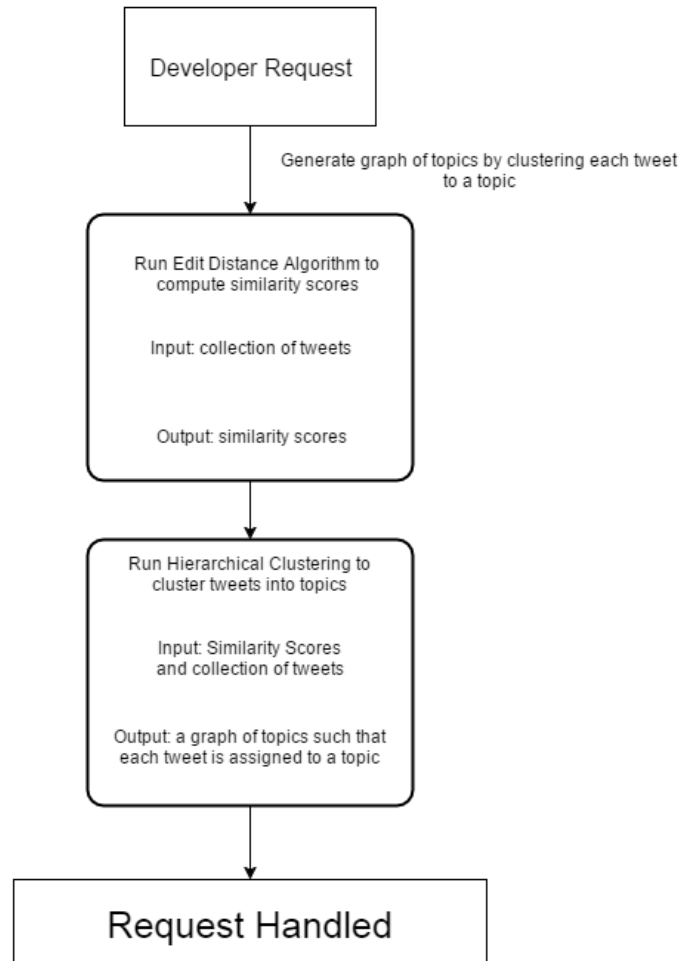 Developer Request
Generate graph of topics by clustering each tweet
to a topic
Run Edit Distance Algorithm to
compute similarity scores
Input: collection of tweets
Output: similarity scores
Run Hierarchical Clustering to
cluster tweets into topics
Input: Similarity Scores
and collection of tweets
Output: a graph of topics such that
each tweet is assigned to a topic
Request Handled